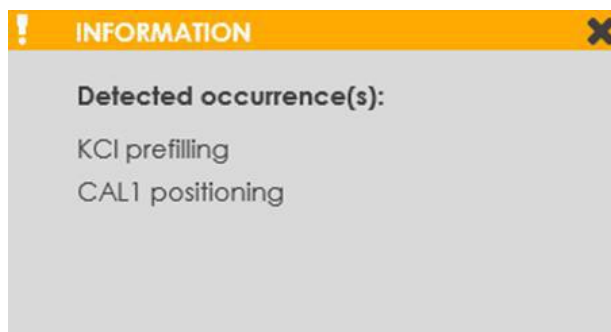 ! INFORMATION
Detected occurrence(s):
KCl prefilling
CAL1 positioning